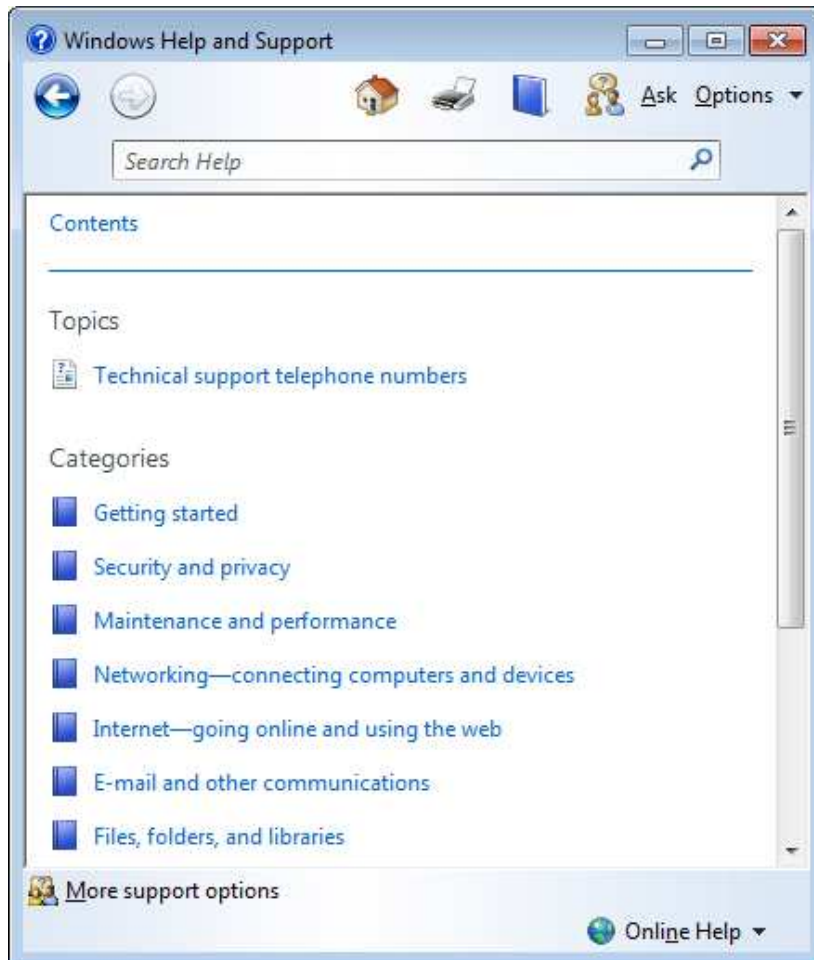 Windows Help and Support
Ask Options
Search Help
Contents
Topics
Technical support telephone numbers
Categories
Getting started
Security and privacy
Maintenance and performance
Networking—connecting computers and devices
Internet—going online and using the web
E-mail and other communications
Files, folders, and libraries
More support options
Online Help